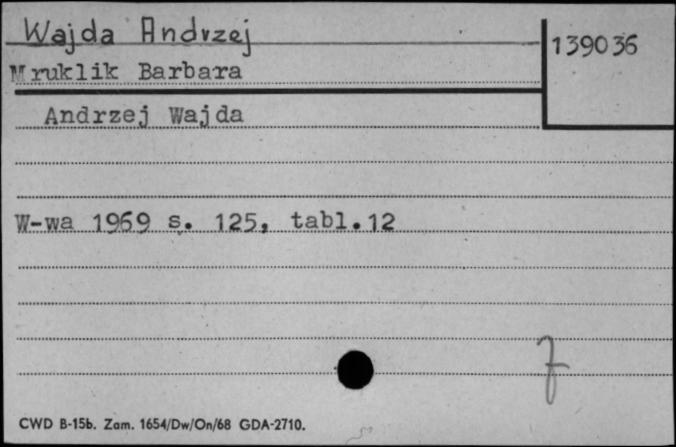 Wajda Andrzej
139036
Mruklik Barbara
Andrzej Wajda
W-wa 1969 s. 125, tabl.12
CWD B-15b. Zam. 1654/Dw/On/68 GDA-2710.